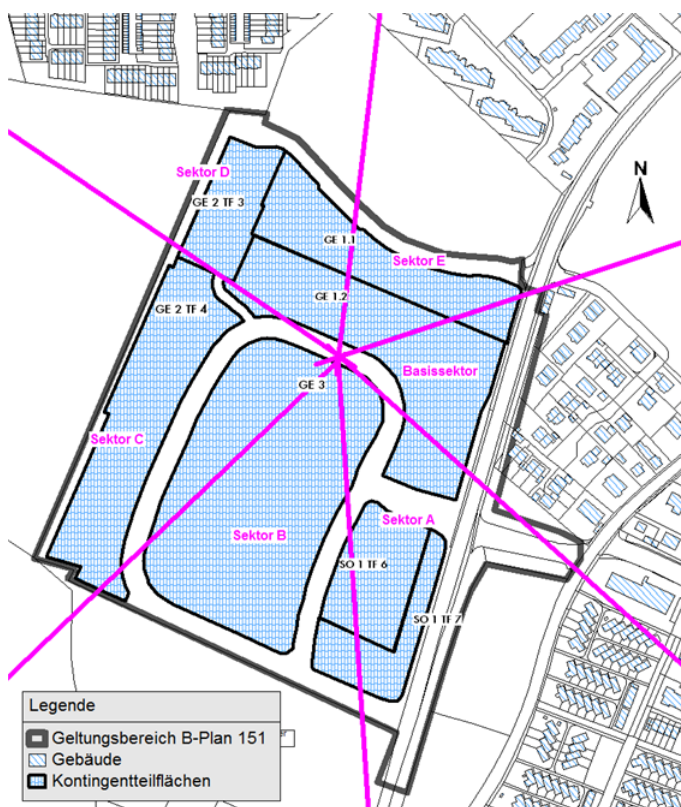 N
Sektor D
GE 2 TF 3
GE 1.1
Sektor E
GE 1.2
GE 2 TF 4
Basissektor
GE 3
Sektor C
Sektor A
Sektor B
SO 1 TF 6
SO 1 TF 7
Legende
Geltungsbereich B-Plan 151
Gebäude
Kontingentteilflächen